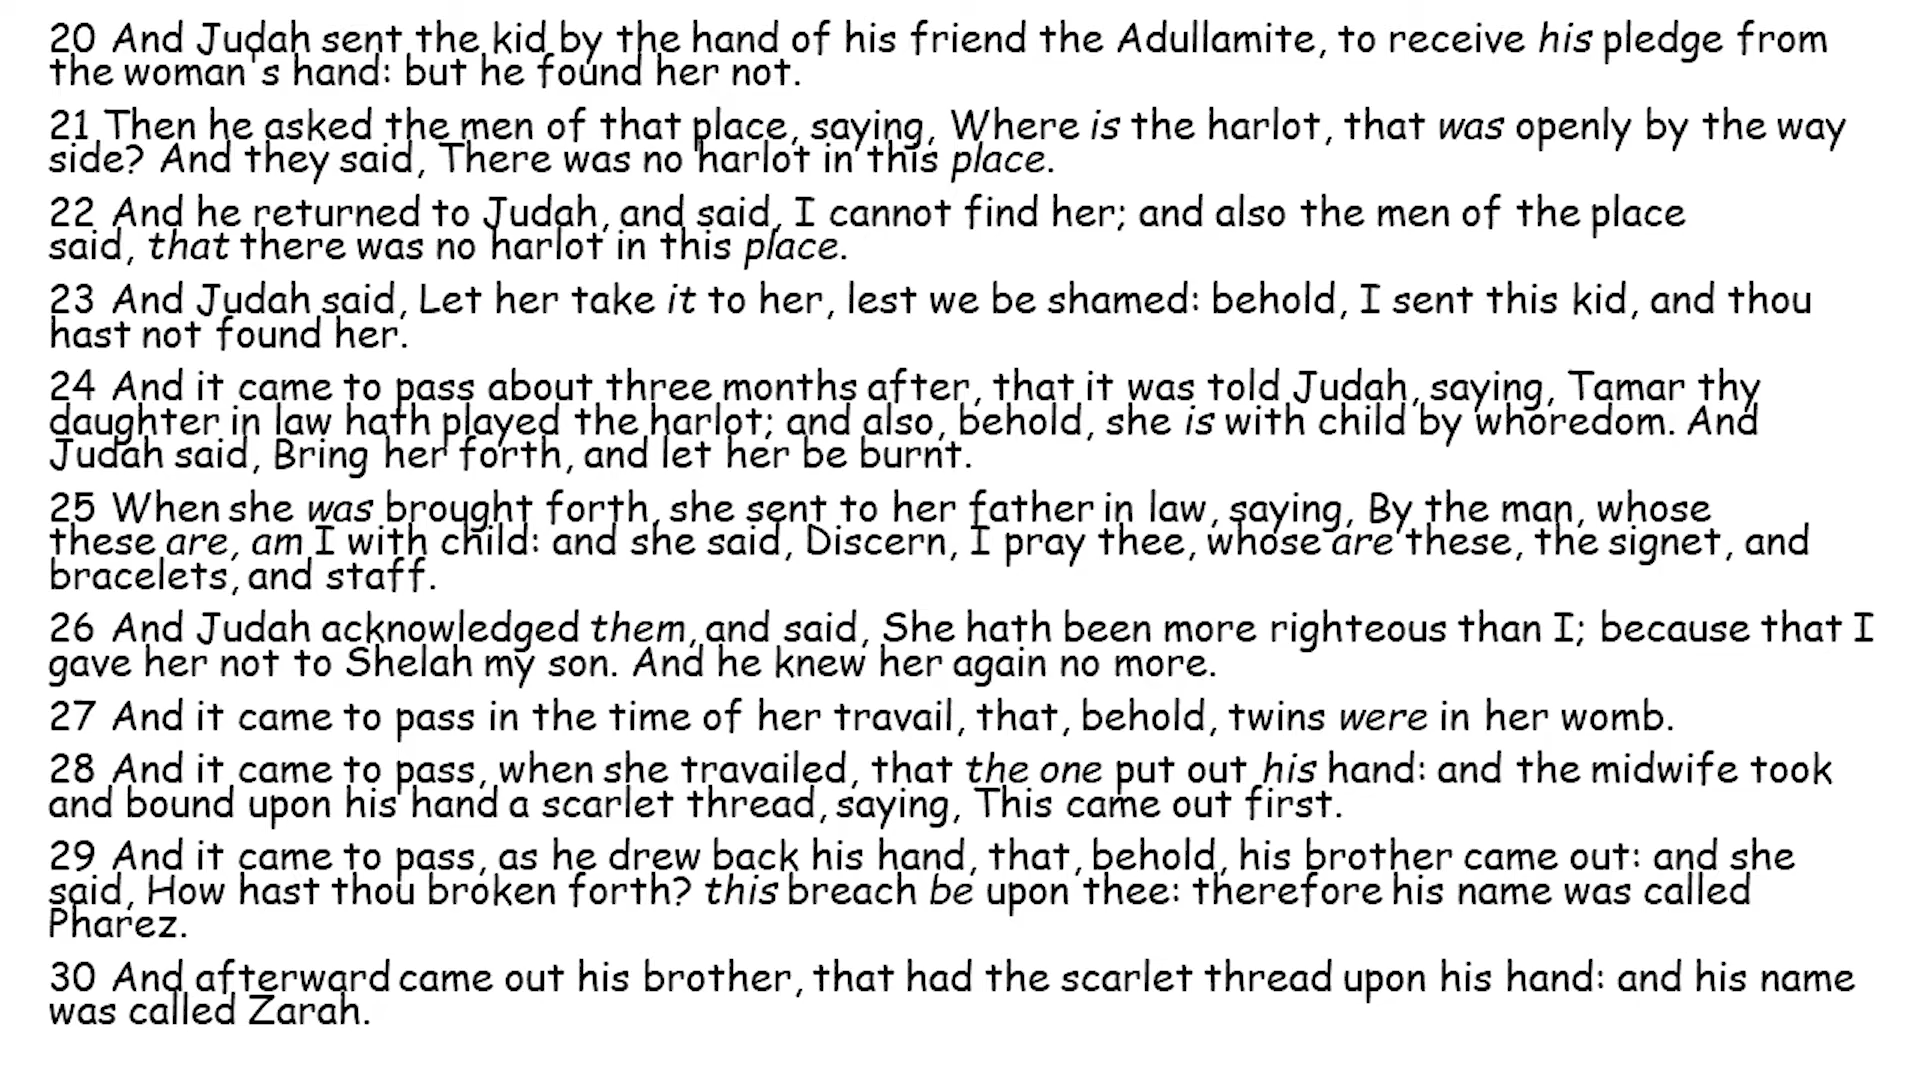 20 And Judah sent the kid by the hand of his friend the Adullamite, to receive his pledge from
the woman's hand: but he found her not.
21 Then he asked the men of that place, saying, Where is the harlot, that was openly by the way
side? And they said, There was no harlot in this place.
22 And he returned to Judah, and said, I cannot find her; and also the men of the place
said, that there was no harlot in this place.
23 And Judah said, Let her take it to her, lest we be shamed: behold, I sent this kid, and thou
hast not found her.
24 And it came to pass about three months after, that it was told Judah, saying, Tamar thy
daughter in law hath played the harlot; and also, behold, she is with child by whoredom. And
Judah said, Bring her forth, and let her be burnt.
25 When she was brought forth, she sent to her father in law, saying, By the man, whose
these are, am I with child: and she said, Discern, I pray thee, whose are these, the signet, and
bracelets, and staff.
26 And Judah acknowledged them, and said, She hath been more righteous than I; because that I
gave her not to Shelah my son. And he knew her again no more.
27 And it came to pass in the time of her travail, that, behold, twins were in her womb.
28 And it came to pass, when she travailed, that the one put out his hand: and the midwife took
and bound upon his hand a scarlet thread, saying, This came out first.
29 And it came to pass, as he drew back his hand, that, behold, his brother came out: and she
said, How hast thou broken forth? this breach be upon thee: therefore his name was called
Pharez.
30 And afterward came out his brother, that had the scarlet thread upon his hand: and his name
was called Zarah.